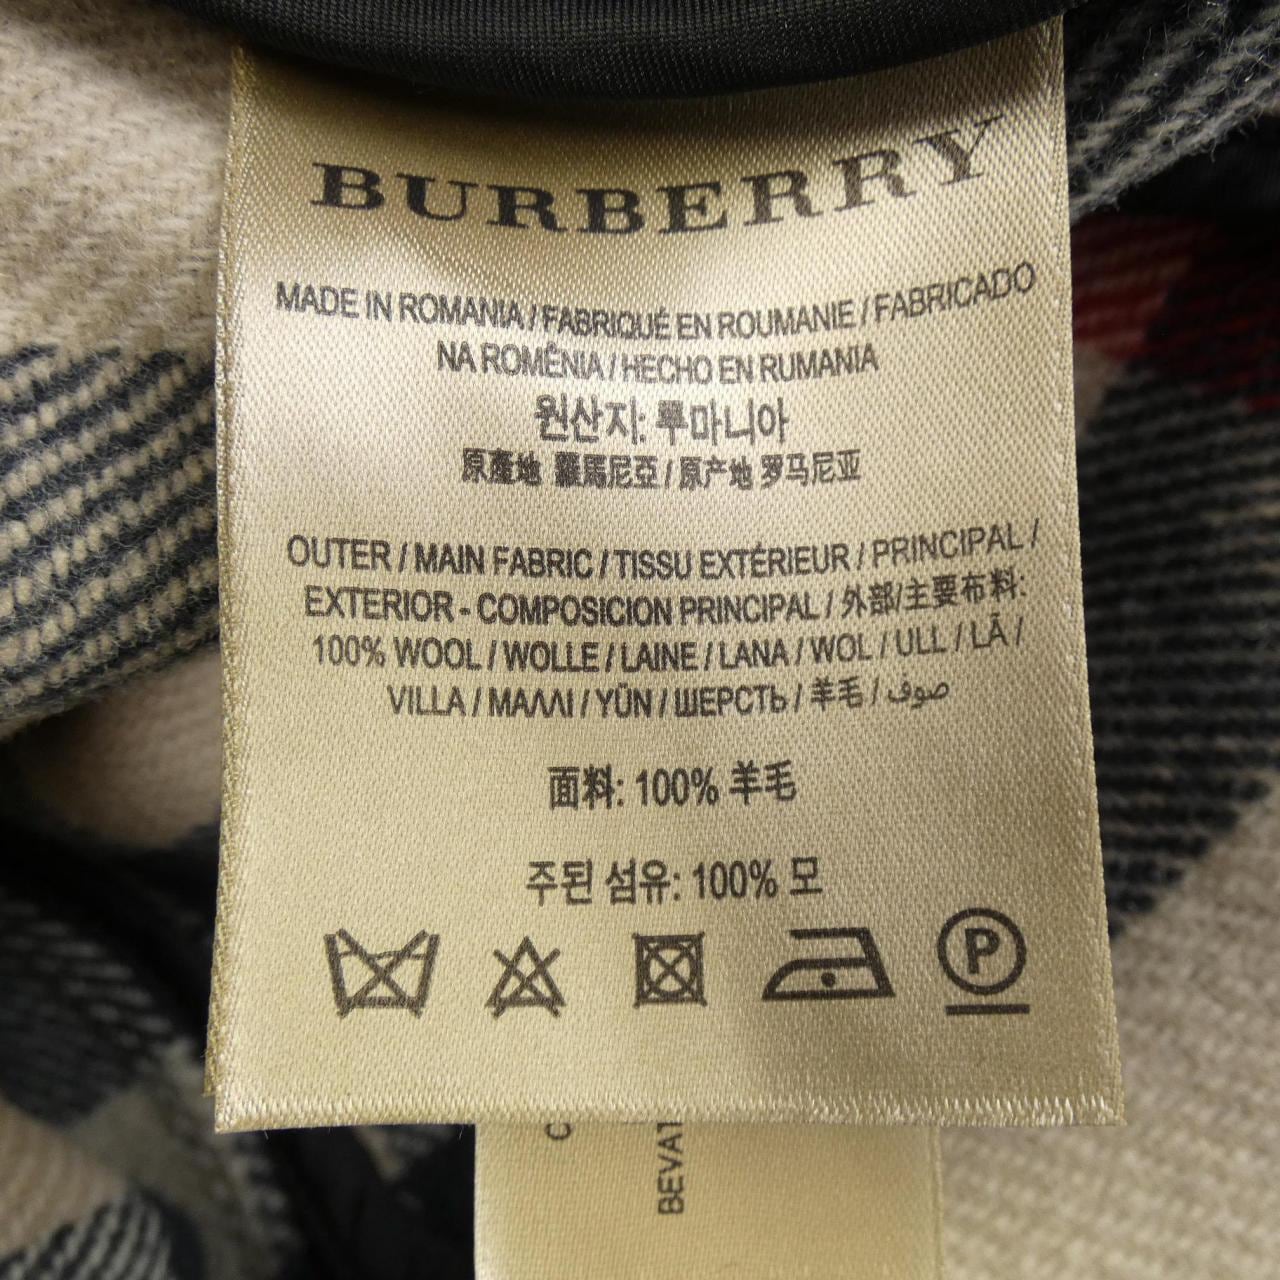 BURBERRY
MADE IN ROMANIA / FABRIQUÉ EN ROUMANIE / FABRICADO
NA ROMÊNIA / HECHO EN RUMANIA
원산지: 루마니아
原產地 羅馬尼亞 / 原产地 罗马尼亚
OUTER / MAIN FABRIC / TISSU EXTÉRIEUR / PRINCIPAL /
EXTERIOR - COMPOSICION PRINCIPAL / 外部/主要布料:
100% WOOL / WOLLE / LAINE / LANA / WOL / ULL / LÃ /
VILLA / ΜΑΛΛΙ / YÜN / ШЕРСТЬ / 羊毛 / صوف
面料: 100% 羊毛
주된 섬유: 100% 모
P